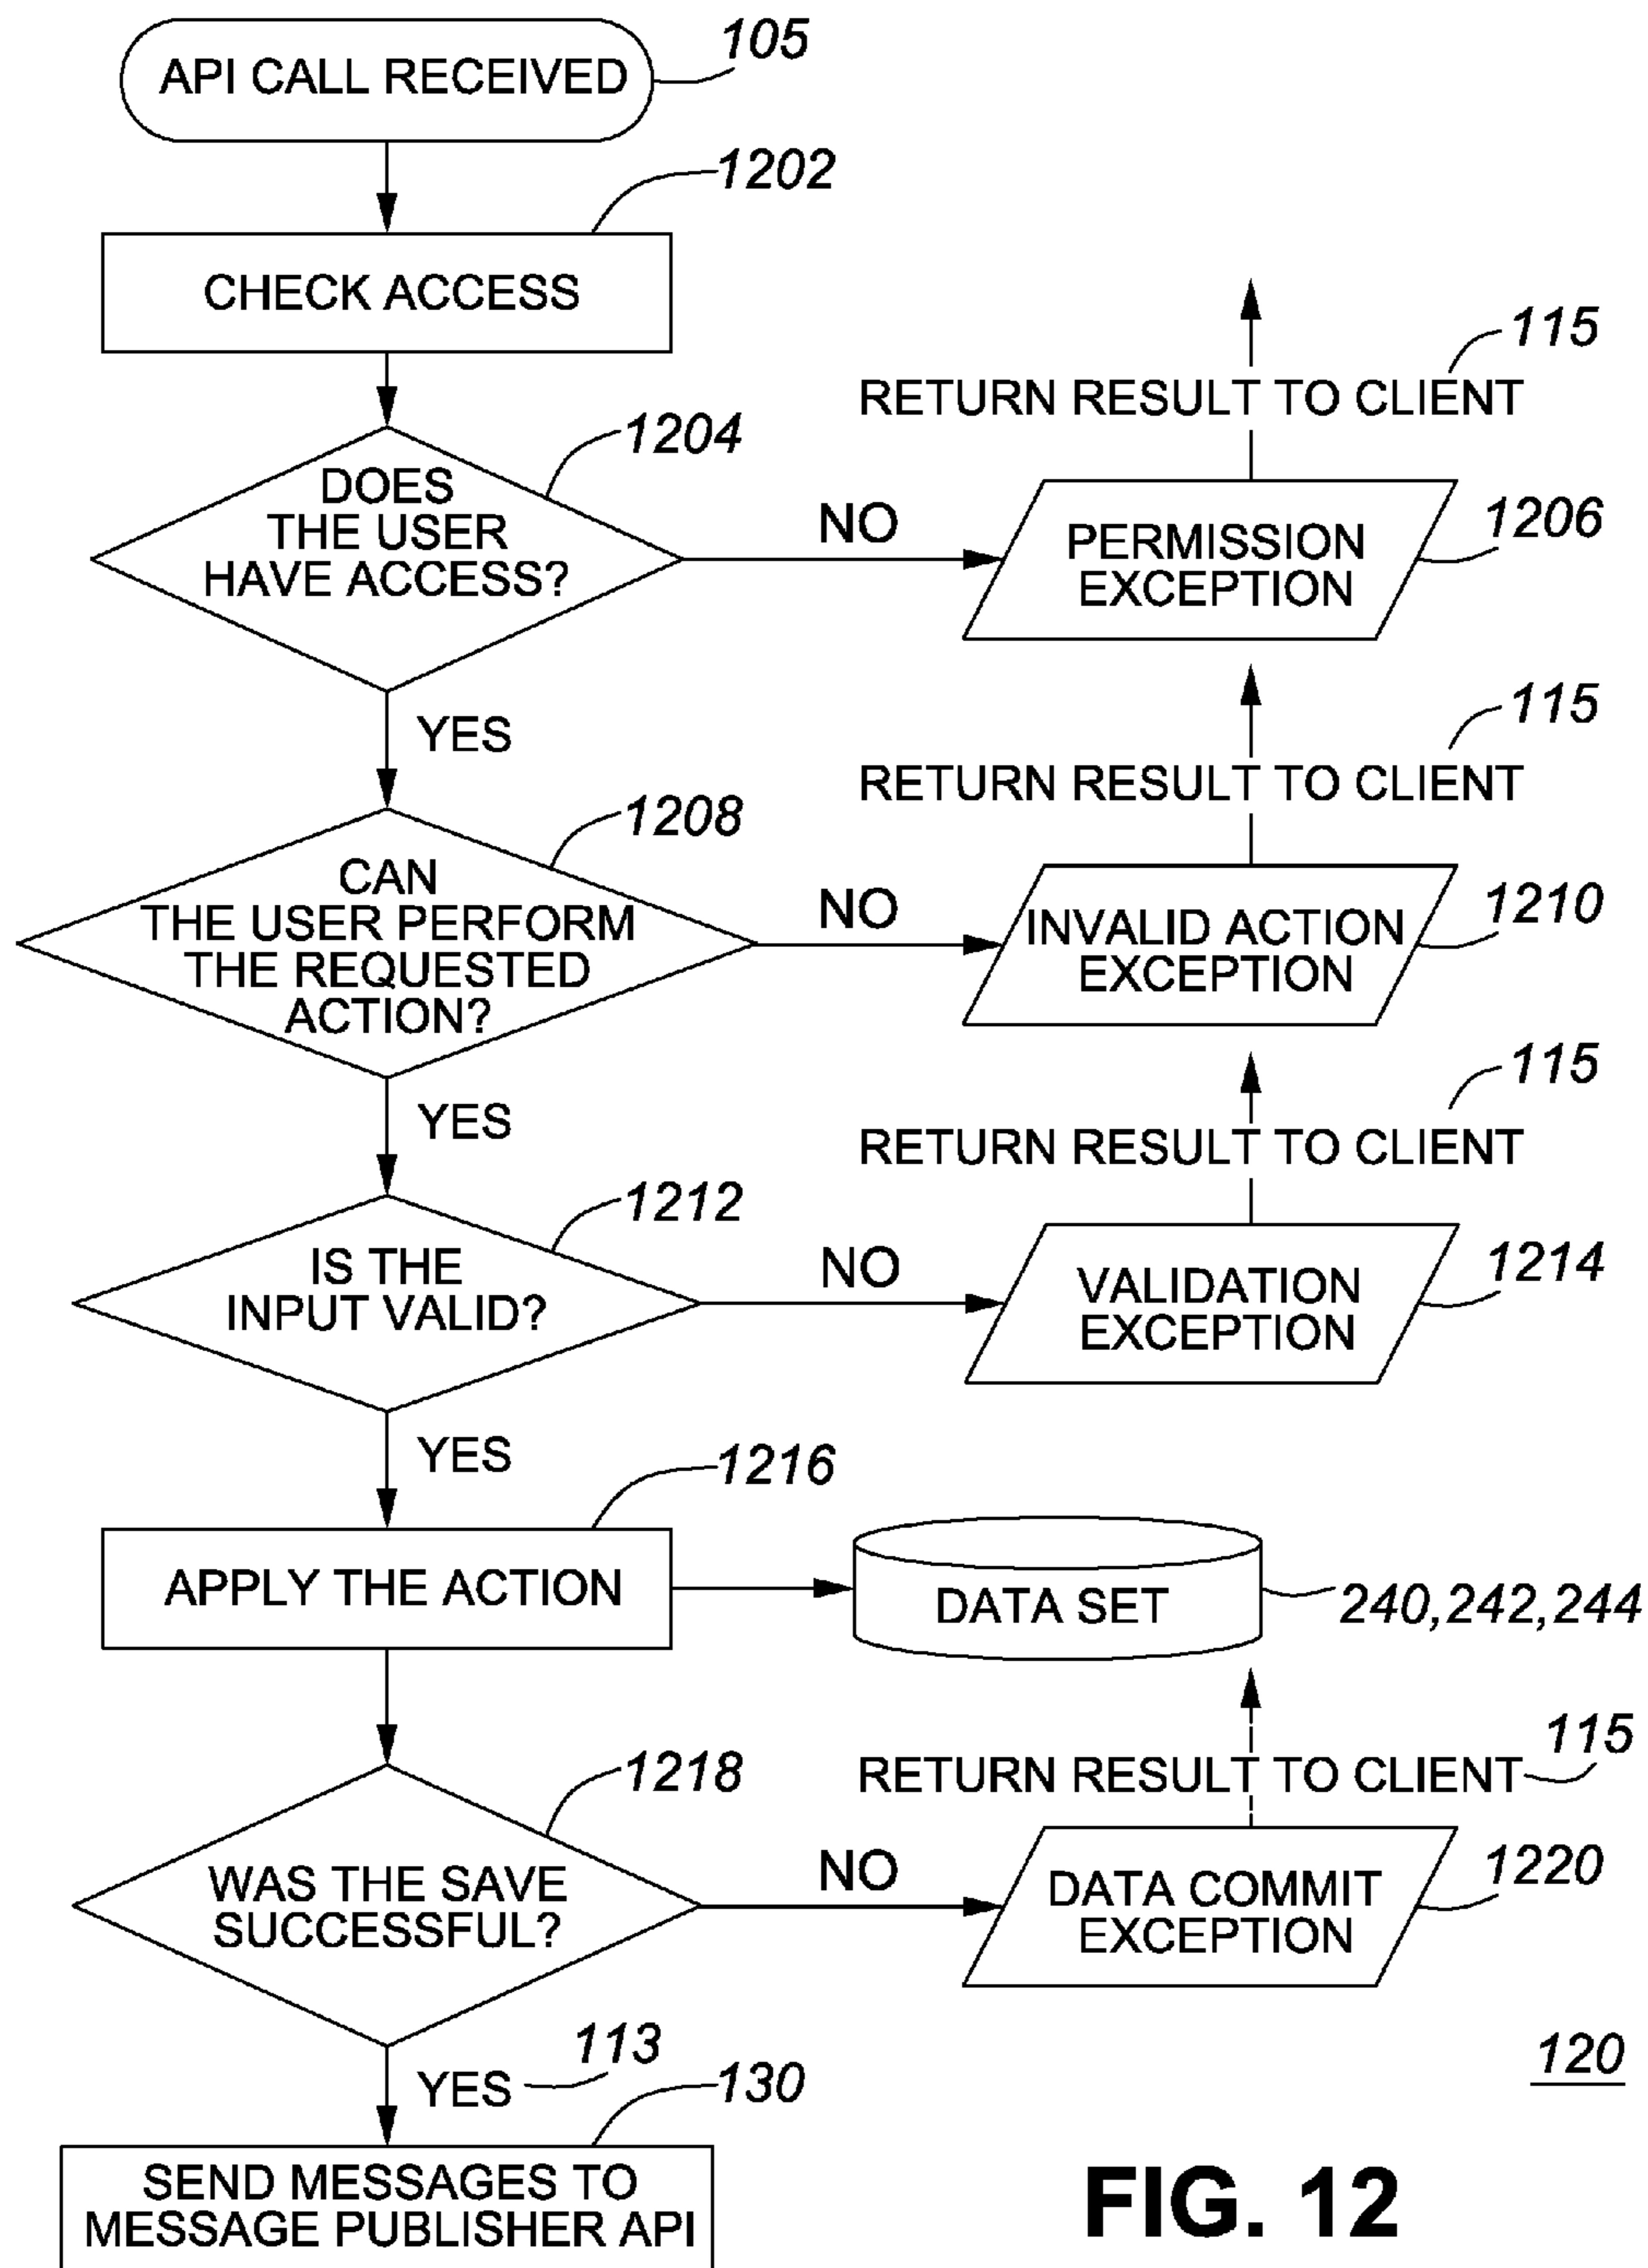 API CALL RECEIVED
105
1202
CHECK ACCESS
115
RETURN RESULT TO CLIENT
1204
DOES
THE USER
HAVE ACCESS?
NO
PERMISSION
EXCEPTION
1206
YES
115
RETURN RESULT TO CLIENT
1208
CAN
THE USER PERFORM
THE REQUESTED
ACTION?
NO
INVALID ACTION
EXCEPTION
1210
YES
115
RETURN RESULT TO CLIENT
1212
IS THE
INPUT VALID?
NO
VALIDATION
EXCEPTION
1214
YES
1216
APPLY THE ACTION
DATA SET
240,242,244
115
RETURN RESULT TO CLIENT
1218
WAS THE SAVE
SUCCESSFUL?
NO
DATA COMMIT
EXCEPTION
1220
YES
113
130
SEND MESSAGES TO
MESSAGE PUBLISHER API
120
FIG. 12